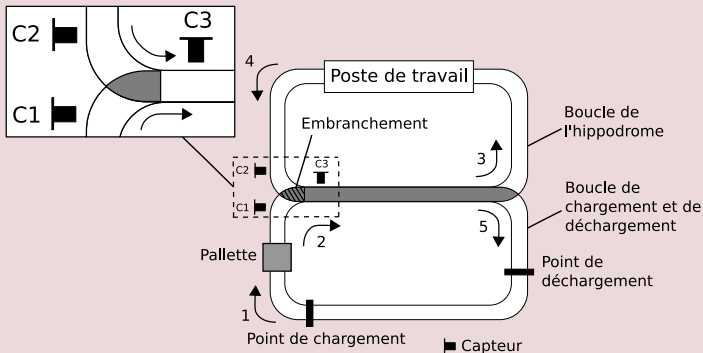 C2
C3
C1
4
Poste de travail
Embranchement
Boucle de
l'hippodrome
C2
C3
3
C1
Boucle de
chargement et de
déchargement
2
5
Pallette
Point de
déchargement
1
Point de chargement
Capteur